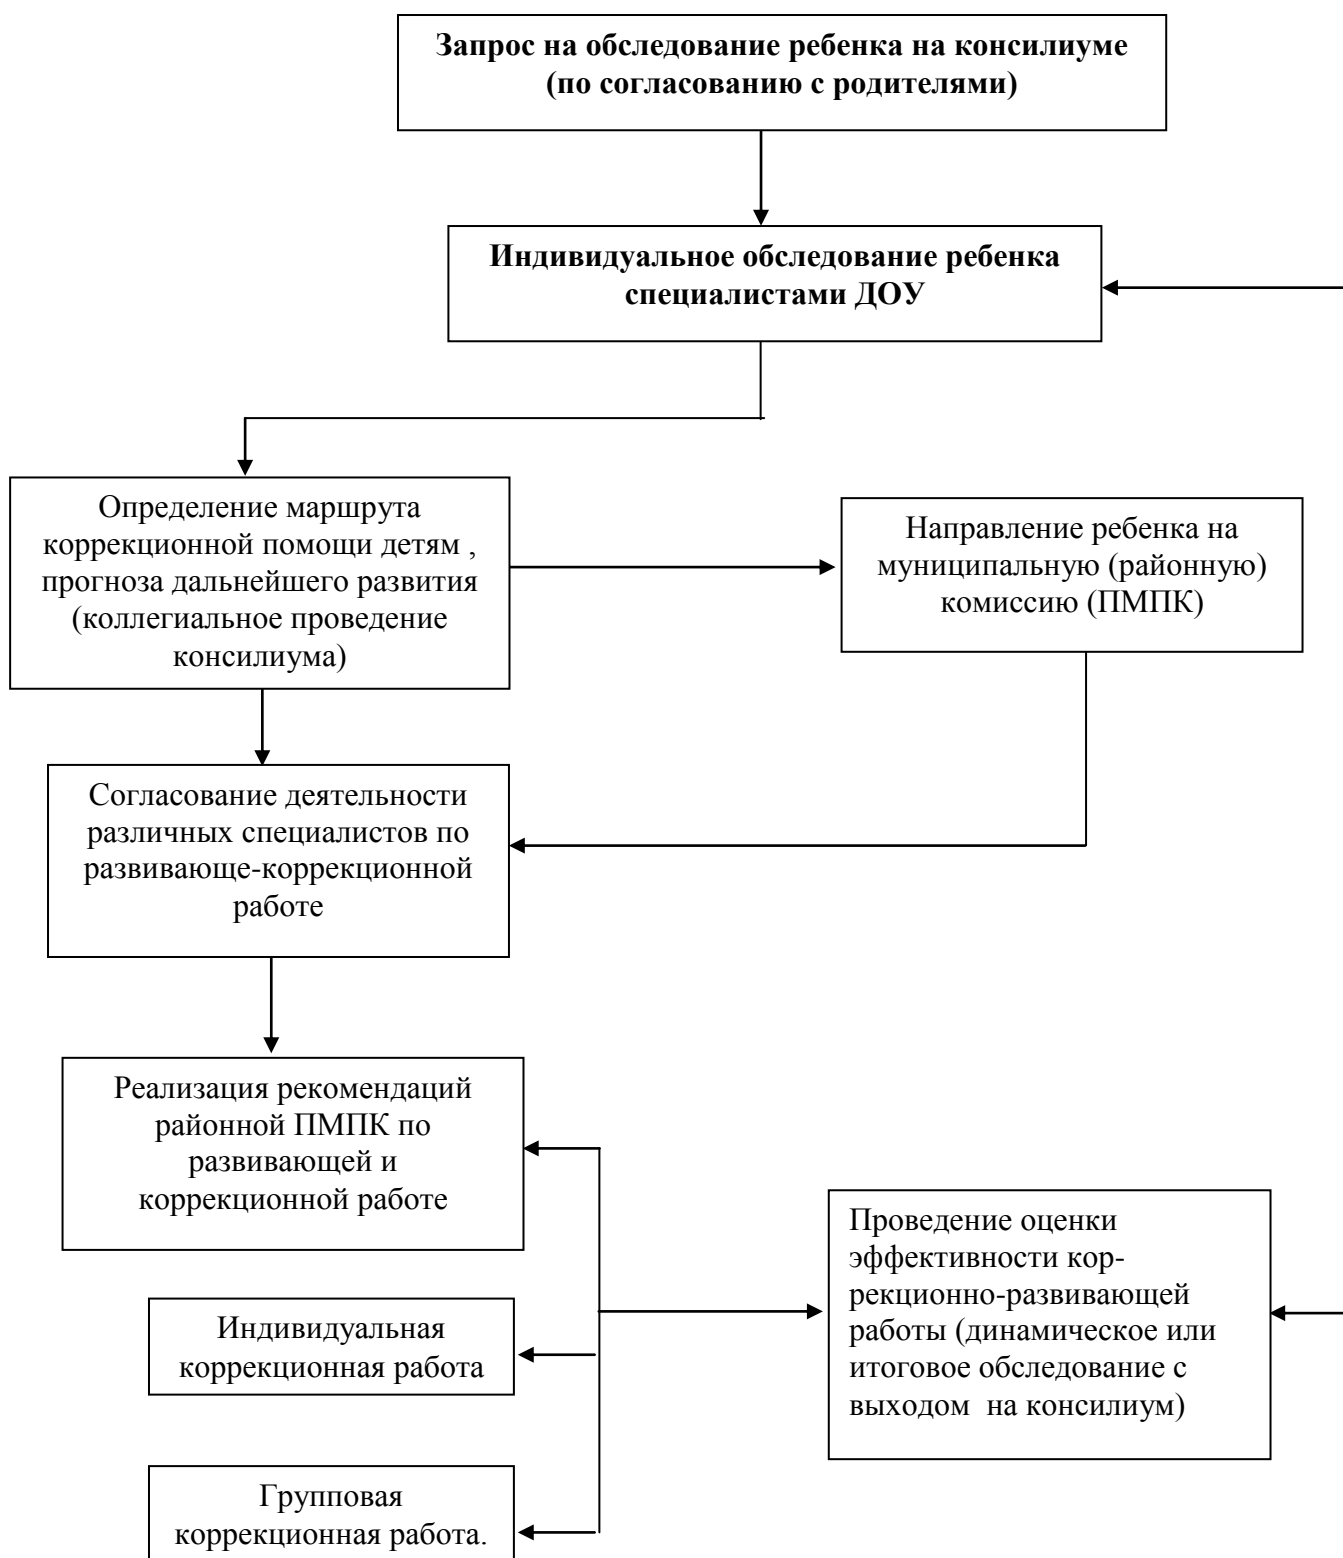 Запрос на обследование ребенка на консилиуме
(по согласованию с родителями)
Индивидуальное обследование ребенка
специалистами ДОУ
Определение маршрута
коррекционной помощи детям ,
прогноза дальнейшего развития
(коллегиальное проведение
консилиума)
Направление ребенка на
муниципальную (районную)
комиссию (ПМПК)
Согласование деятельности
различных специалистов по
развивающе-коррекционной
работе
Реализация рекомендаций
районной ПМПК по
развивающей и
коррекционной работе
Проведение оценки
эффективности кор-
рекционно-развивающей
работы (динамическое или
итоговое обследование с
выходом  на консилиум)
Индивидуальная
коррекционная работа
Групповая
коррекционная работа.